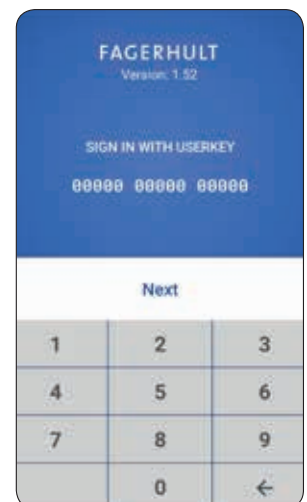 FAGERHULT
Version: 1.52
SIGN IN WITH USERKEY
00000 00000 00000
Next
1 2 3
4 5 6
7 8 9
0 ←